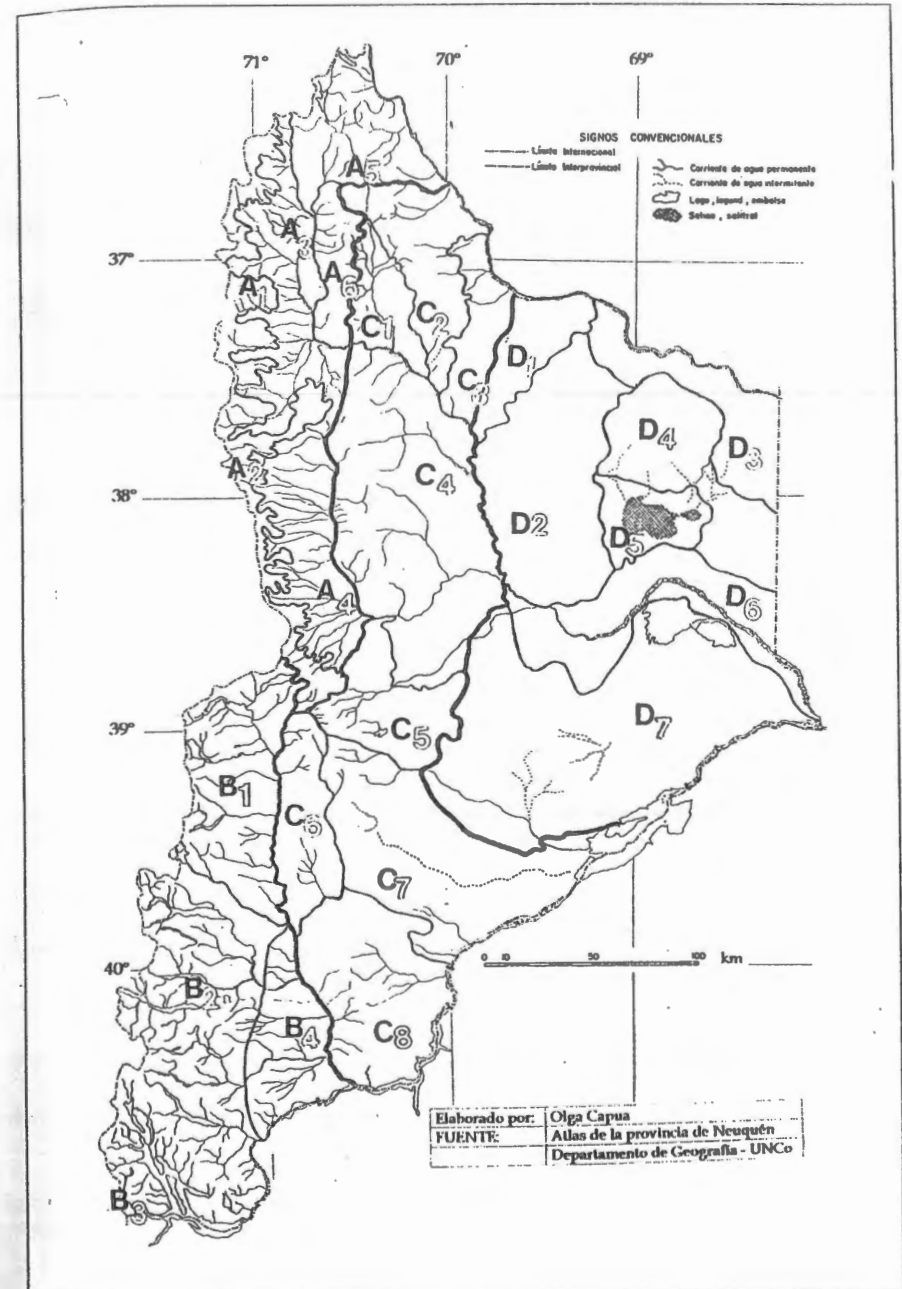 71°
70°
69°
SIGNOS CONVENCIONALES
Límite Internacional
Límite Interprovincial
Corriente de agua permanente
Corriente de agua intermitente
Lago, laguna, embalse
Salina, salitral
A5
A3
37°
A1
A6
C1
C2
D1
C3
D4
D3
A2
C4
38°
D2
D5
A4
D6
39°
C5
D7
B1
C6
C7
0 10 50 100 km
40°
B2
B4
C8
Elaborado por: Olga Capua
FUENTE: Atlas de la provincia de Neuquén
Departamento de Geografía - UNCo
B3